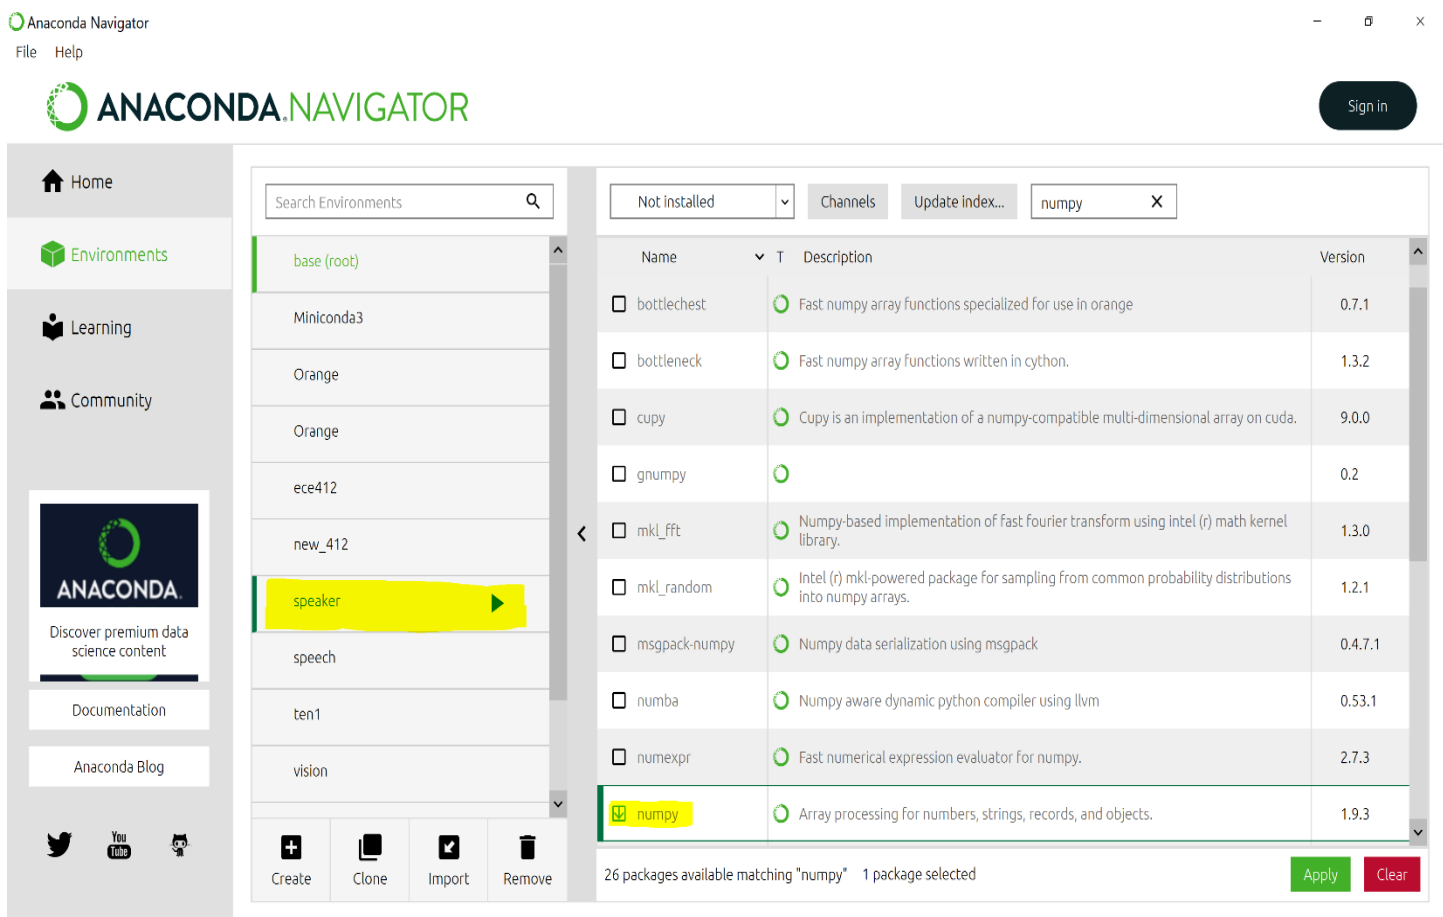 Anaconda Navigator
File Help
ANACONDA.NAVIGATOR
Sign in
Home
Environments
Learning
Community
ANACONDA.
Discover premium data
science content
Documentation
Anaconda Blog
You
Tube
Search Environments
base (root)
Miniconda3
Orange
Orange
ece412
new_412
speaker
speech
ten1
vision
Create Clone Import Remove
Not installed Channels Update index... numpy X
Name T Description Version
bottlechest Fast numpy array functions specialized for use in orange 0.7.1
bottleneck Fast numpy array functions written in cython. 1.3.2
cupy Cupy is an implementation of a numpy-compatible multi-dimensional array on cuda. 9.0.0
gnumpy 0.2
mkl_fft Numpy-based implementation of fast fourier transform using intel (r) math kernel
library. 1.3.0
mkl_random Intel (r) mkl-powered package for sampling from common probability distributions
into numpy arrays. 1.2.1
msgpack-numpy Numpy data serialization using msgpack 0.4.7.1
numba Numpy aware dynamic python compiler using llvm 0.53.1
numexpr Fast numerical expression evaluator for numpy. 2.7.3
numpy Array processing for numbers, strings, records, and objects. 1.9.3
26 packages available matching "numpy" 1 package selected
Apply Clear